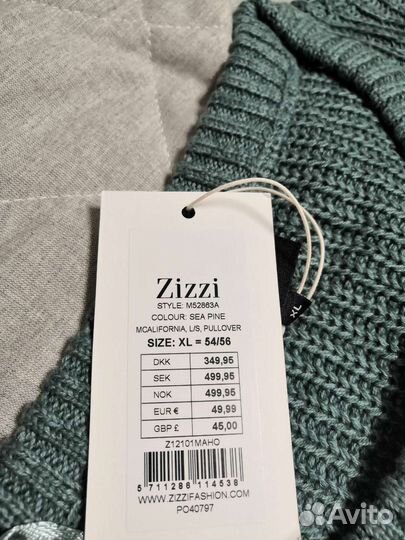 Zizzi
STYLE: M52863A
COLOUR: SEA PINE
MCALIFORNIA, L/S, PULLOVER
SIZE: XL = 54/56
DKK 349,95
SEK 499,95
NOK 499,95
EUR € 49,99
GBP £ 45,00
Z12101MAHO
5 711286 114538
WWW.ZIZZIFASHION.COM
PO40797
XL
Avito